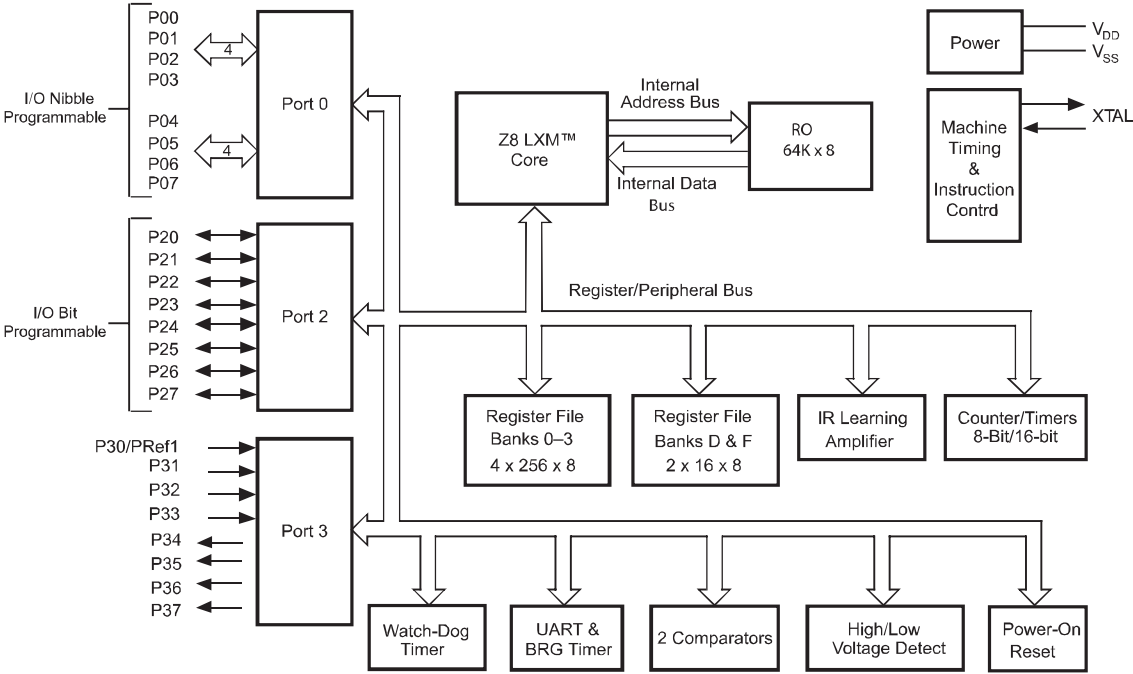 P00
P01
P02
P03
4
P04
P05
P06
P07
4
I/O Nibble
Programmable
Port 0
Z8 LXM™
Core
Internal
Address Bus
Internal Data
Bus
RO
64K x 8
Power
VDD
VSS
Machine
Timing
&
Instruction
Contrd
XTAL
P20
P21
P22
P23
P24
P25
P26
P27
I/O Bit
Programmable
Port 2
Register/Peripheral Bus
Register File
Banks 0–3
4 x 256 x 8
Register File
Banks D & F
2 x 16 x 8
IR Learning
Amplifier
Counter/Timers
8-Bit/16-bit
P30/PRef1
P31
P32
P33
P34
P35
P36
P37
Port 3
Watch-Dog
Timer
UART &
BRG Timer
2 Comparators
High/Low
Voltage Detect
Power-On
Reset